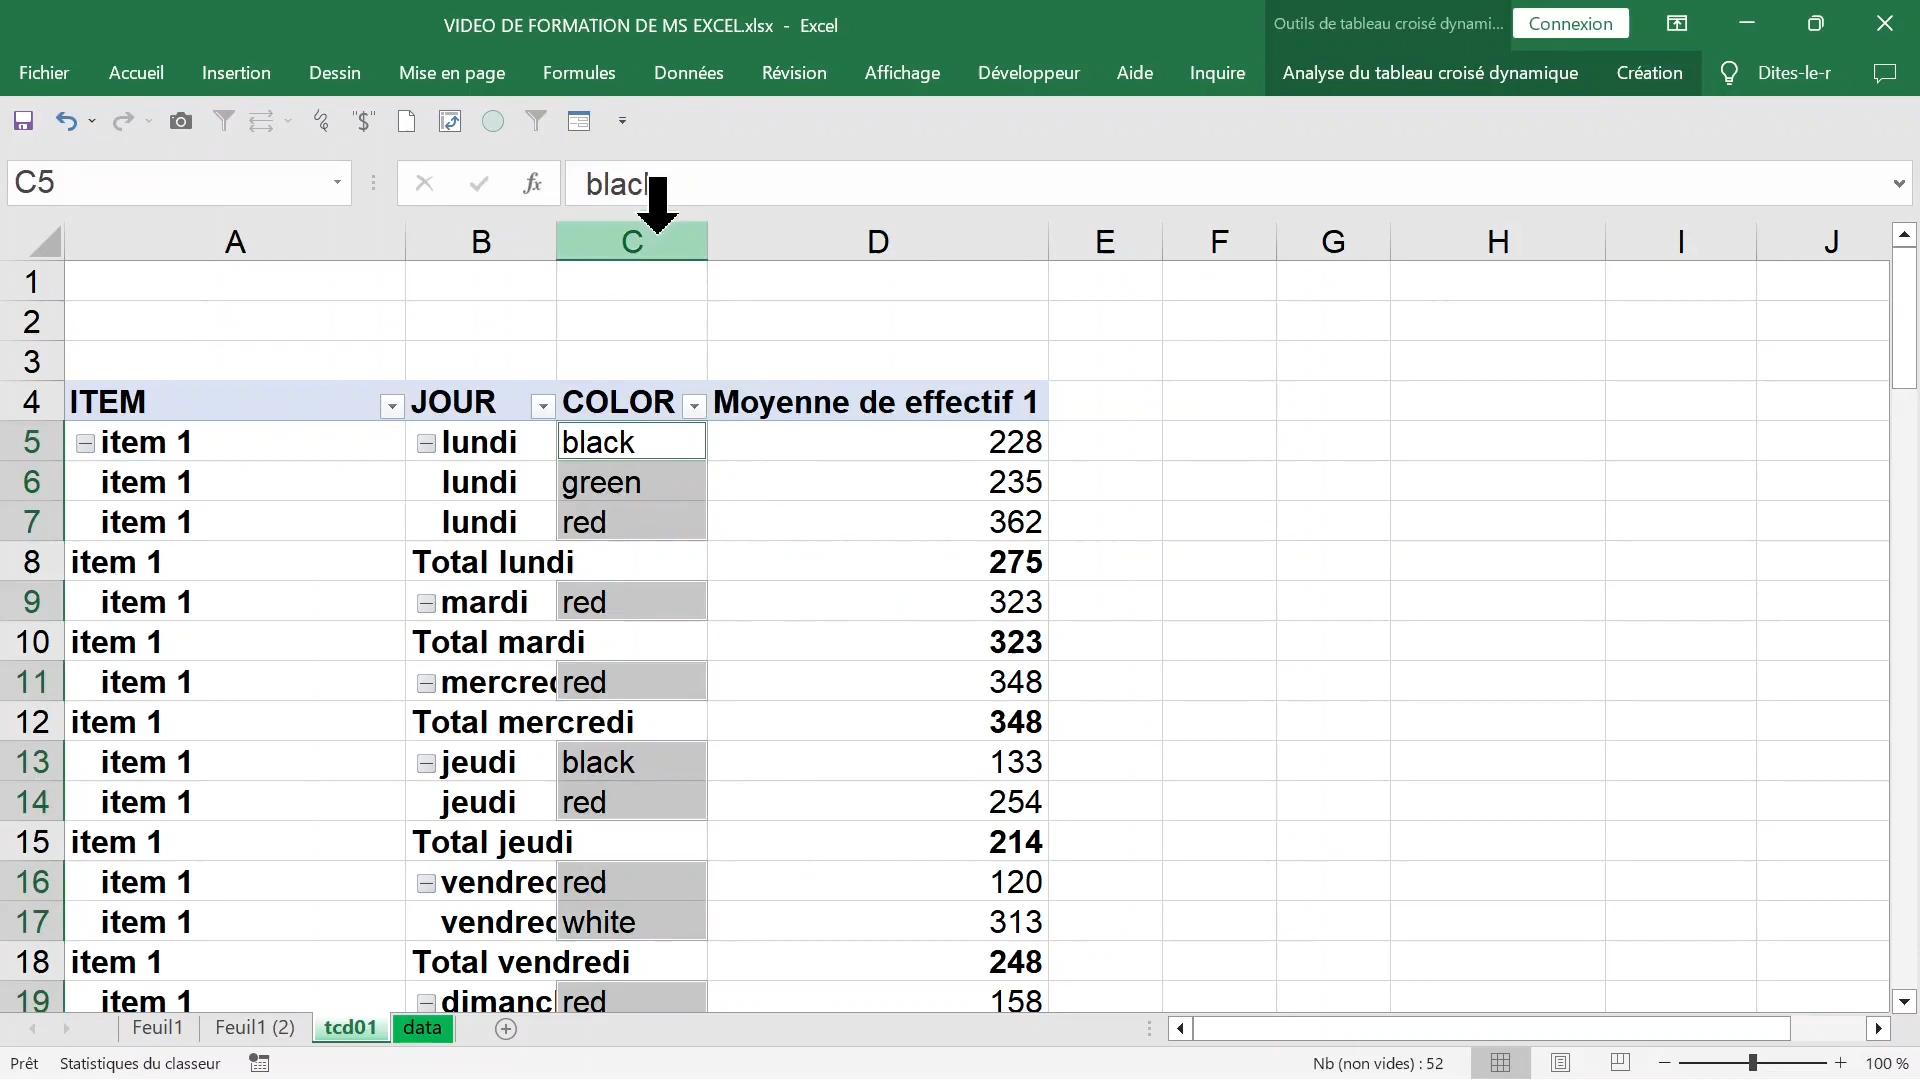 VIDEO DE FORMATION DE MS EXCEL.xlsx - Excel
Outils de tableau croisé dynami...
Connexion
Fichier Accueil Insertion Dessin Mise en page Formules Données Révision Affichage Développeur Aide Inquire Analyse du tableau croisé dynamique Création Dites-le-r
"$"
C5 fx black
A B C D E F G H I J
1
2
3
4 ITEM JOUR COLOR Moyenne de effectif 1
5 item 1 lundi black 228
6 item 1 lundi green 235
7 item 1 lundi red 362
8 item 1 Total lundi 275
9 item 1 mardi red 323
10 item 1 Total mardi 323
11 item 1 mercred red 348
12 item 1 Total mercredi 348
13 item 1 jeudi black 133
14 item 1 jeudi red 254
15 item 1 Total jeudi 214
16 item 1 vendred red 120
17 item 1 vendred white 313
18 item 1 Total vendredi 248
19 item 1 dimanch red 158
Feuil1 Feuil1 (2) tcd01 data
Prêt Statistiques du classeur Nb (non vides) : 52 100 %